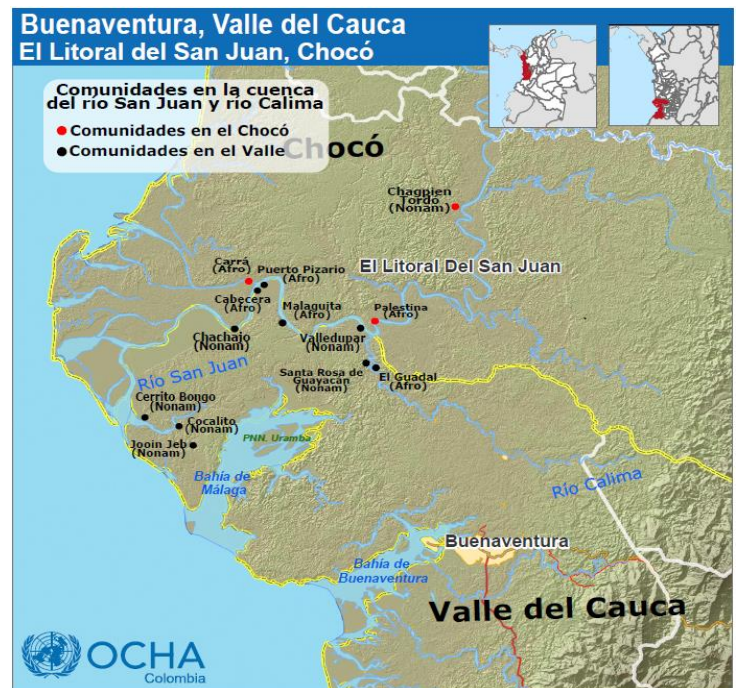 Buenaventura, Valle del Cauca
El Litoral del San Juan, Chocó
Comunidades en la cuenca
del río San Juan y río Calima
Comunidades en el Chocó
Comunidades en el Valle
Chocó
Chagpien
Tordó
(Nonam)
El Litoral Del San Juan
Carrá
(Afro)
Puerto Pizario
(Afro)
Cabecera
(Afro)
Malaguita
(Afro)
Palestina
(Afro)
Chachajo
(Nonam)
Valledupar
(Nonam)
Río San Juan
Santa Rosa de
Guayacán
(Nonam)
El Guadal
(Afro)
Cerrito Bongo
(Nonam)
Cocalito
(Nonam)
Jooin Jeb
(Nonam)
PNN. Uramba
Bahía de
Málaga
Río Calima
Buenaventura
Bahía de
Buenaventura
Valle del Cauca
OCHA
Colombia